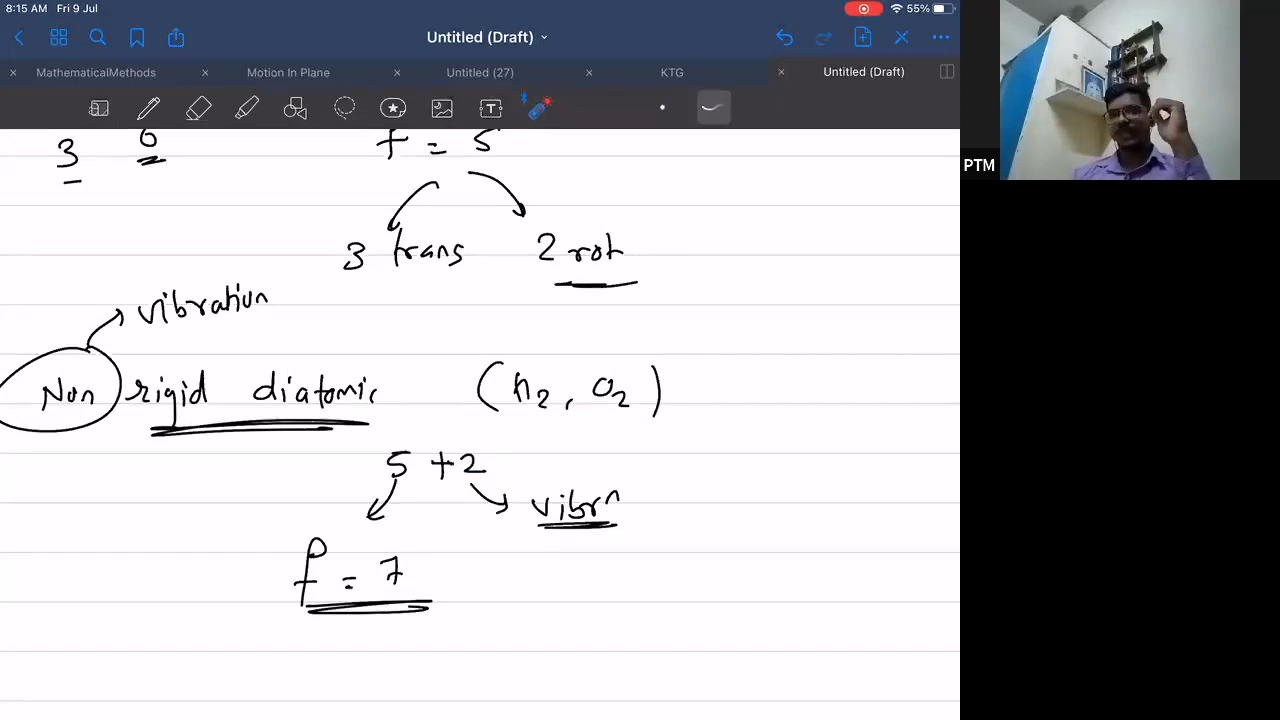 8:15 AM Fri 9 Jul 55%
Untitled (Draft)
MathematicalMethods Motion In Plane Untitled (27) KTG Untitled (Draft)
PTM
3 6 f = 5
3 trans 2 rot
vibration
Non rigid diatomic (H2, O2)
5 + 2
vibrn
f = 7